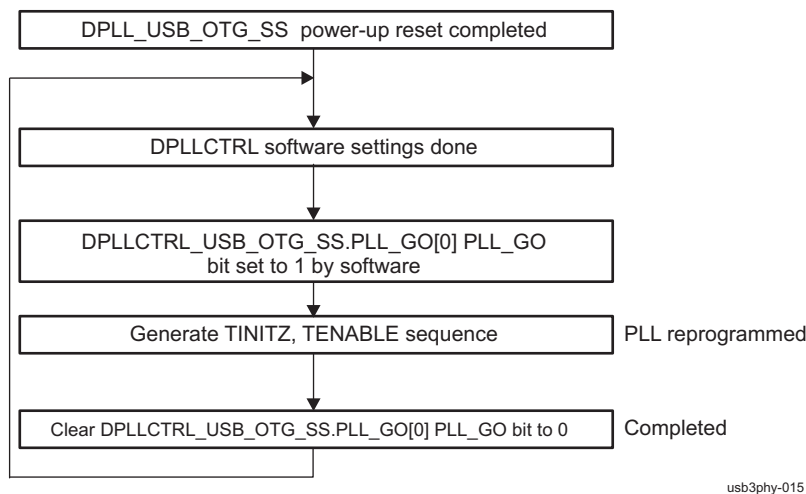 DPLL_USB_OTG_SS power-up reset completed
DPLLCTRL software settings done
DPLLCTRL_USB_OTG_SS.PLL_GO[0] PLL_GO
bit set to 1 by software
Generate TINITZ, TENABLE sequence
PLL reprogrammed
Clear DPLLCTRL_USB_OTG_SS.PLL_GO[0] PLL_GO bit to 0
Completed
usb3phy-015